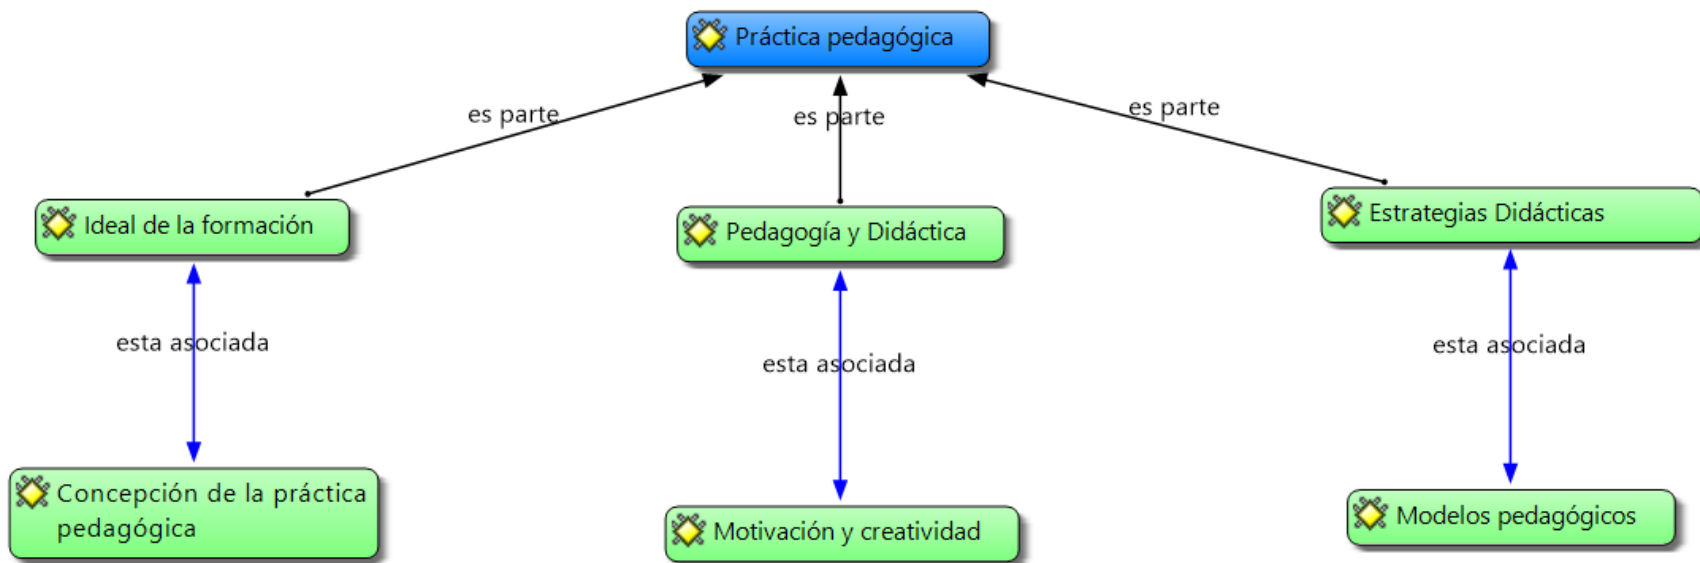 Práctica pedagógica
es parte
es parte
es parte
Ideal de la formación
Pedagogía y Didáctica
Estrategias Didácticas
esta asociada
esta asociada
esta asociada
Concepción de la práctica
pedagógica
Motivación y creatividad
Modelos pedagógicos